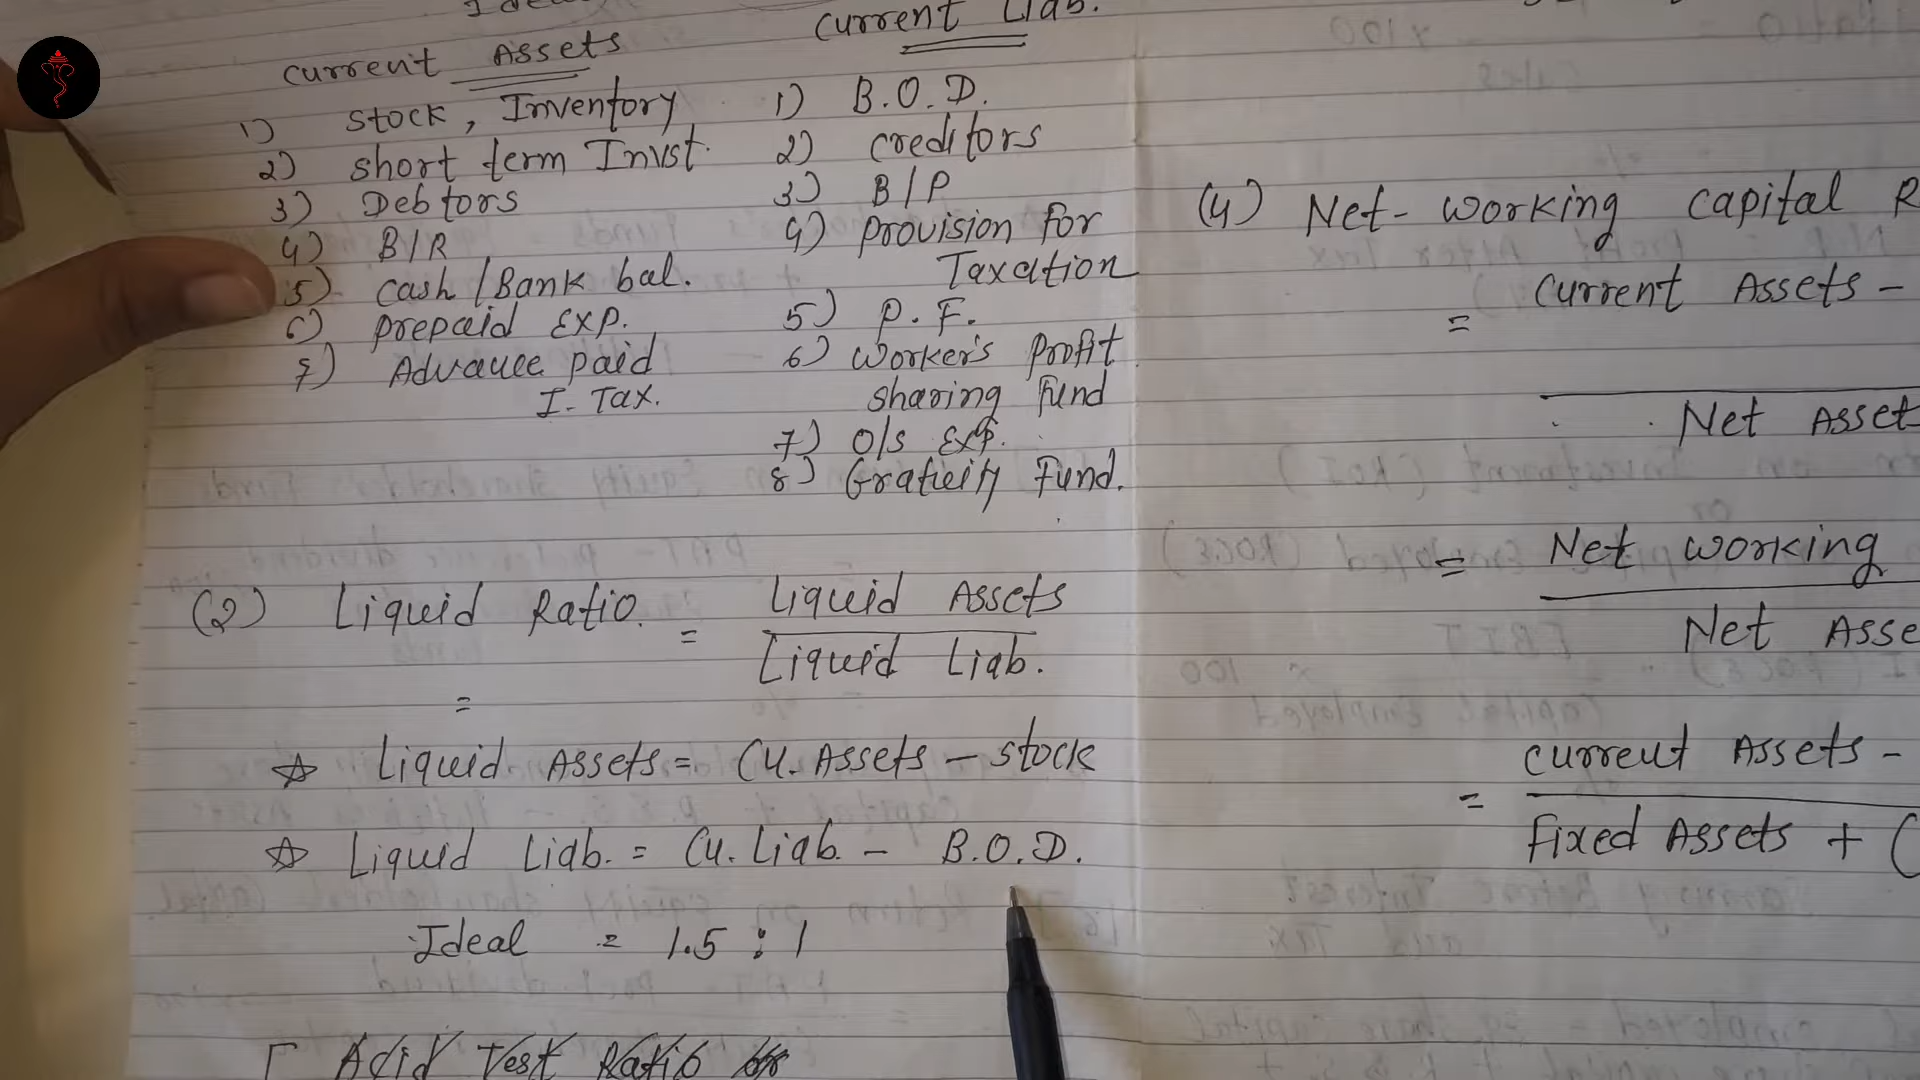 Current Assets
1) Stock, Inventory
2) short term Invst.
3) Debtors
4) B/R
5) cash/Bank bal.
6) prepaid Exp.
7) Advance paid
I-Tax.
Current Liab.
1) B.O.D.
2) creditors
3) B/P
4) provision for
Taxation
5) P.F.
6) Worker's Profit
sharing Fund
7) O/S Exp.
8) Gratieity Fund.
(2) Liquid Ratio. = Liquid Assets
Liquid Liab.
=
☆ Liquid Assets = Cu. Assets - stock
☆ Liquid Liab. = Cu. Liab. - B.O.D.
Ideal = 1.5 : 1
Acid Test Ratio or
(4) Net-Working Capital R
= Current Assets -
Net Asset
= Net Working
Net Asse
= Current Assets -
Fixed Assets + (